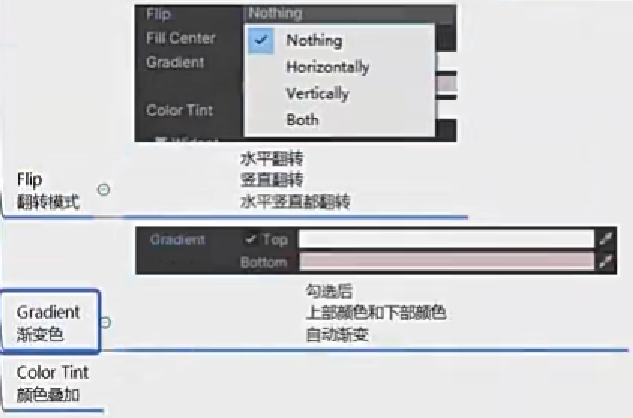 Flip Nothing
Fill Center
Nothing
Gradient
Horizontally
Vertically
Color Tint
Both
Widget
水平翻转
Flip
竖直翻转
翻转模式
水平竖直都翻转
Gradient Top
Bottom
勾选后
Gradient
上部颜色和下部颜色
渐变色
自动渐变
Color Tint
颜色叠加